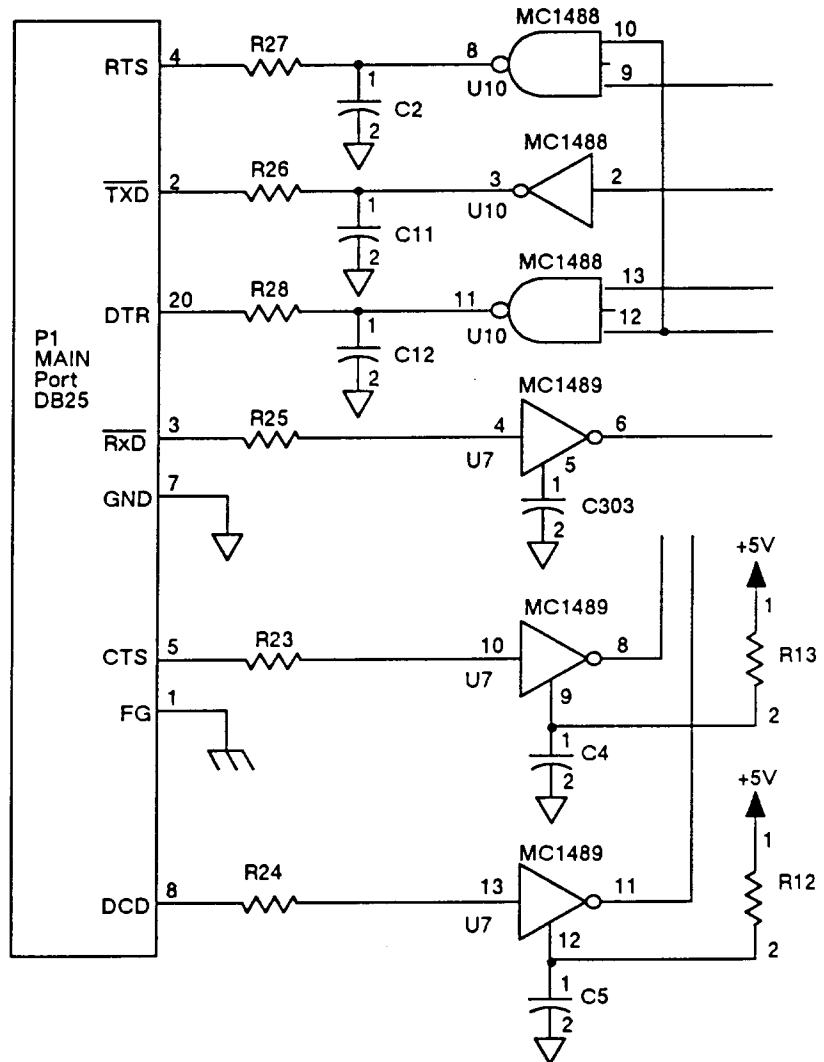 MC1488
RTS 4 R27 8 10
9
U10
1
C2
2
MC1488
TXD 2 R26 3 2
U10
1
C11
2
MC1488
DTR 20 R28 11 13
12
U10
1
C12
2
P1
MAIN
Port
DB25
MC1489
RxD 3 R25 4 6
U7 5
GND 7
1
C303
2
+5V
1
MC1489
CTS 5 R23 10 8
R13
U7 9
FG 1
2
1
C4
2
+5V
1
MC1489
DCD 8 R24 13 11
R12
U7 12
2
1
C5
2